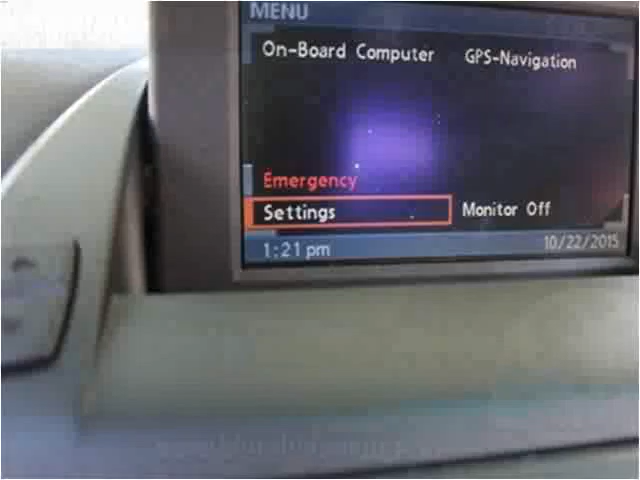 MENU
On-Board Computer GPS-Navigation
Emergency
Settings Monitor Off
1:21 pm 10/22/2015